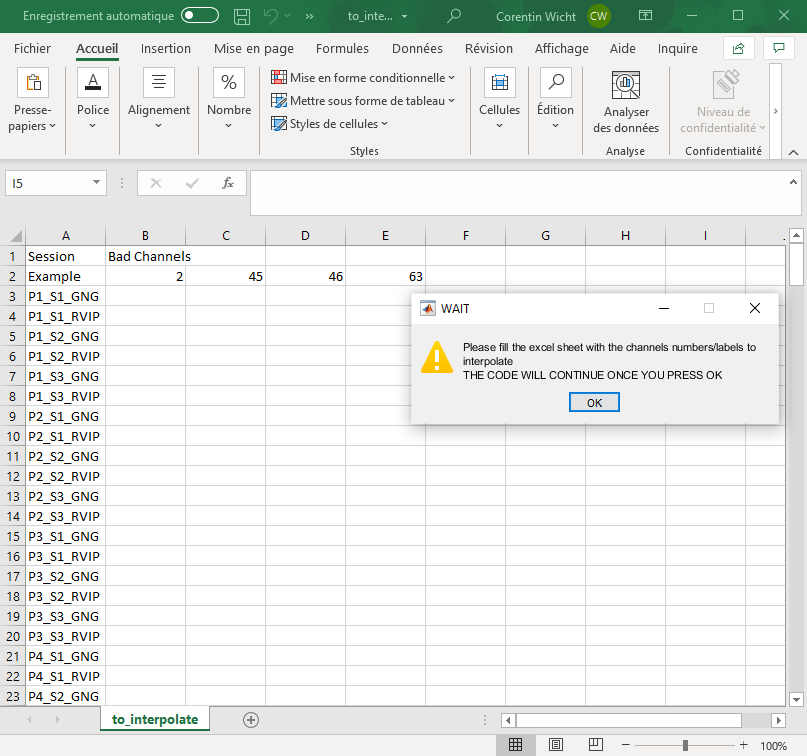 Enregistrement automatique
to_inte...
Corentin Wicht
CW
Fichier Accueil Insertion Mise en page Formules Données Révision Affichage Aide Inquire
Presse-papiers
Police
Alignement
%
Nombre
Mise en forme conditionnelle
Mettre sous forme de tableau
Styles de cellules
Styles
Cellules
Édition
Analyser des données
Analyse
Niveau de confidentialité
Confidentialité
I5
fx
A B C D E F G H I
1 Session Bad Channels
2 Example 2 45 46 63
3 P1_S1_GNG
4 P1_S1_RVIP
5 P1_S2_GNG
6 P1_S2_RVIP
7 P1_S3_GNG
8 P1_S3_RVIP
9 P2_S1_GNG
10 P2_S1_RVIP
11 P2_S2_GNG
12 P2_S2_RVIP
13 P2_S3_GNG
14 P2_S3_RVIP
15 P3_S1_GNG
16 P3_S1_RVIP
17 P3_S2_GNG
18 P3_S2_RVIP
19 P3_S3_GNG
20 P3_S3_RVIP
21 P4_S1_GNG
22 P4_S1_RVIP
23 P4_S2_GNG
WAIT
Please fill the excel sheet with the channels numbers/labels to
interpolate
THE CODE WILL CONTINUE ONCE YOU PRESS OK
OK
to_interpolate
100%